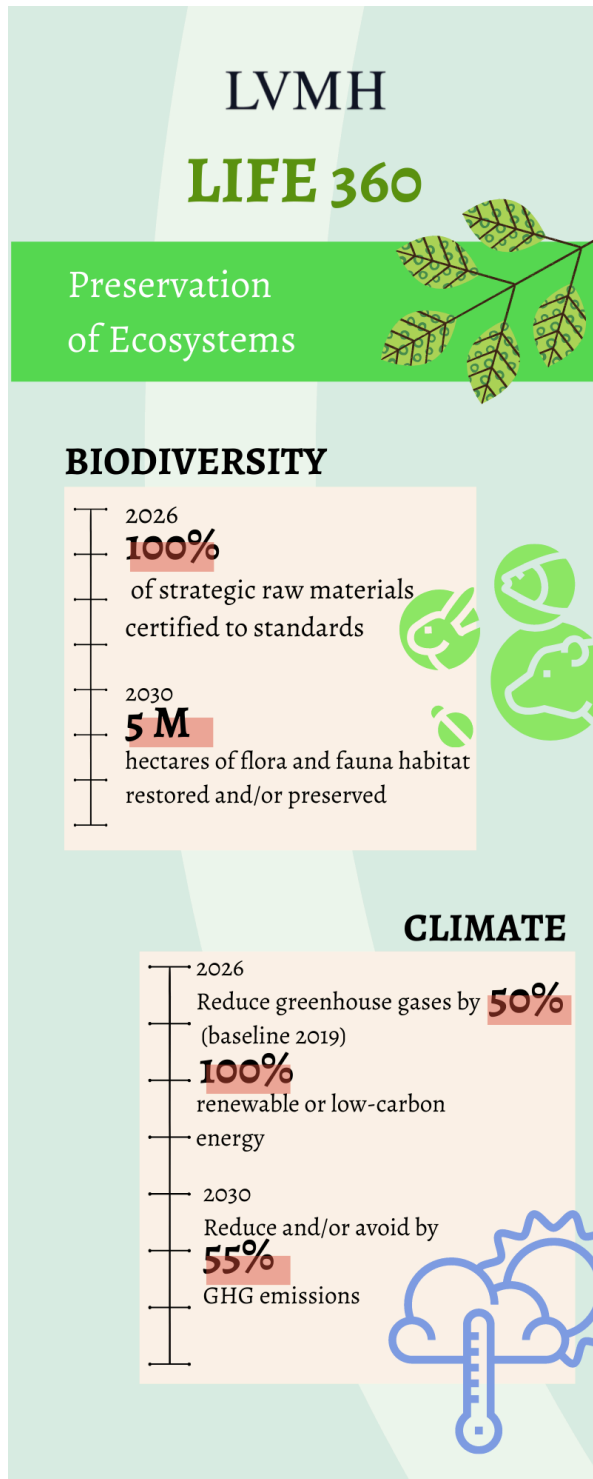 LVMH
LIFE 360
Preservation
of Ecosystems
BIODIVERSITY
2026
100%
of strategic raw materials
certified to standards
2030
5 M
hectares of flora and fauna habitat
restored and/or preserved
CLIMATE
2026
Reduce greenhouse gases by 50%
(baseline 2019)
100%
renewable or low-carbon
energy
2030
Reduce and/or avoid by
55%
GHG emissions